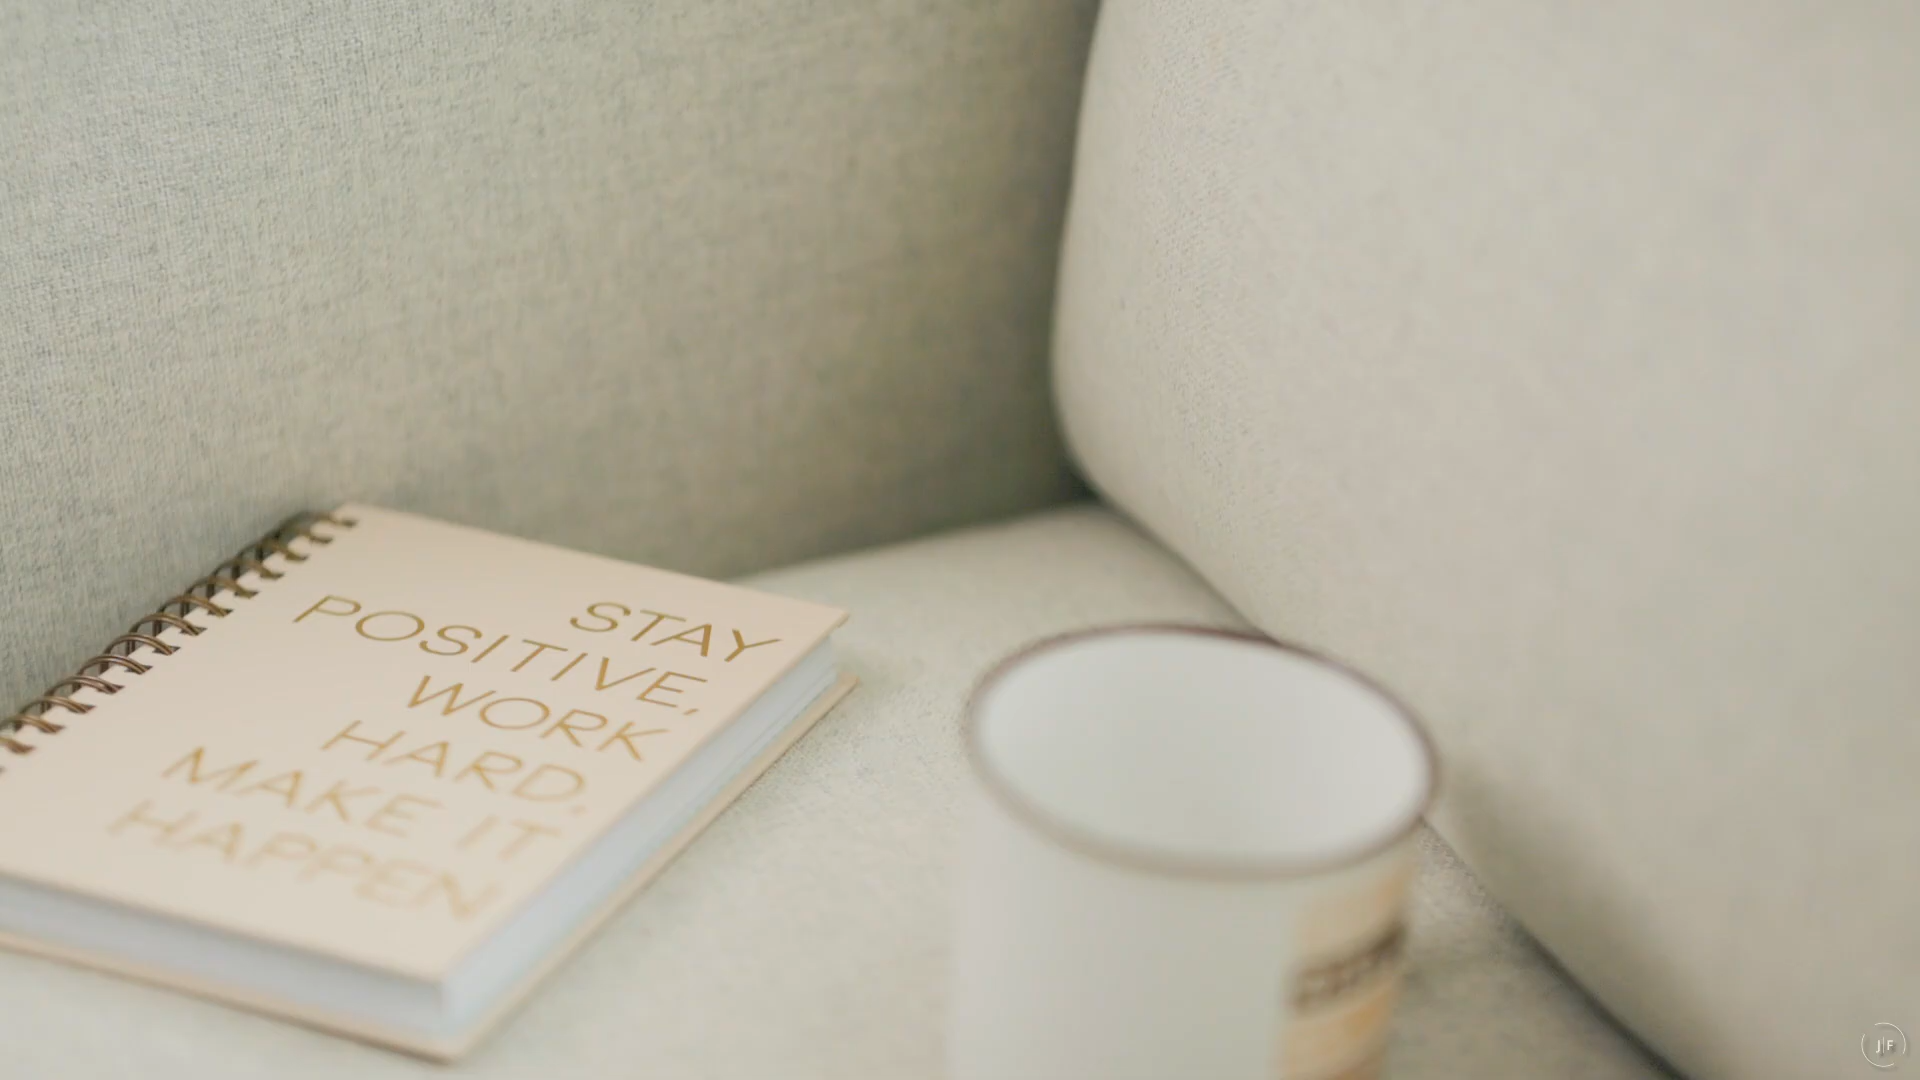 STAY
POSITIVE,
WORK
HARD,
MAKE IT
HAPPEN
J|F